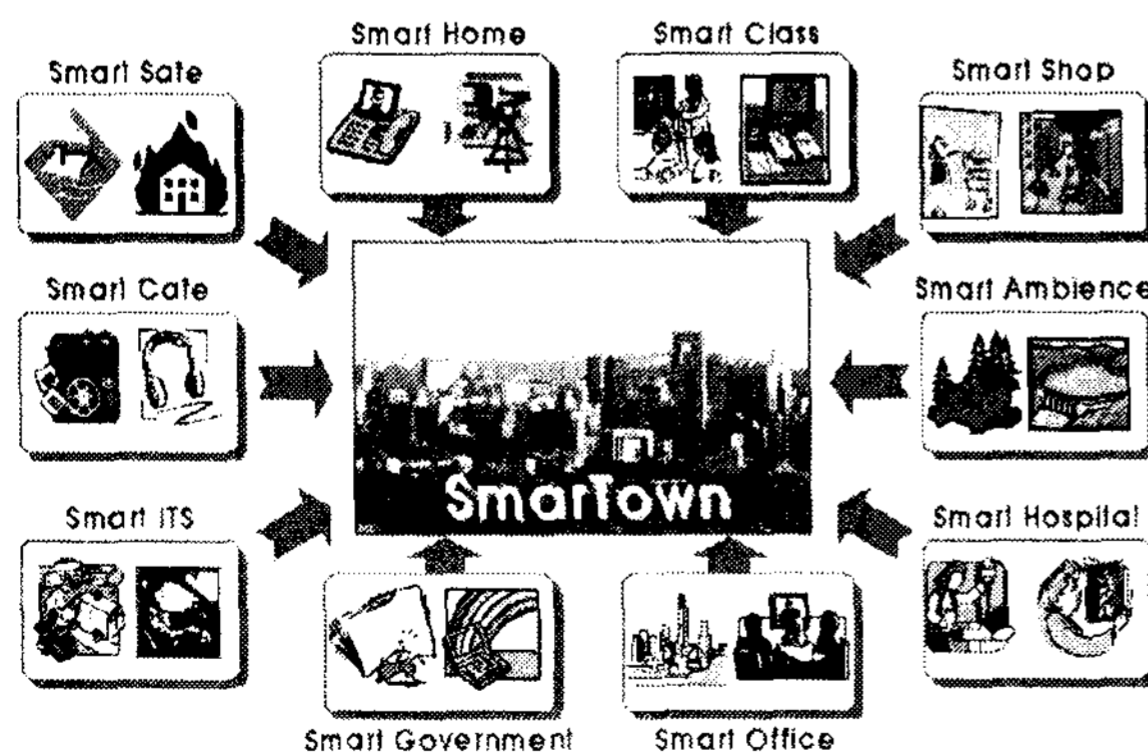 Smart Home
Smart Class
Smart Safe
Smart Shop
Smart Cafe
Smart Ambience
SmarTown
Smart ITS
Smart Hospital
Smart Government
Smart Office